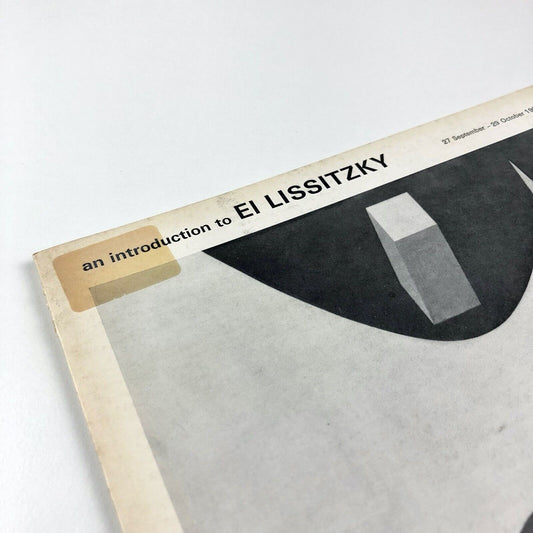 an introduction to El LISSITZKY
27 September – 29 October